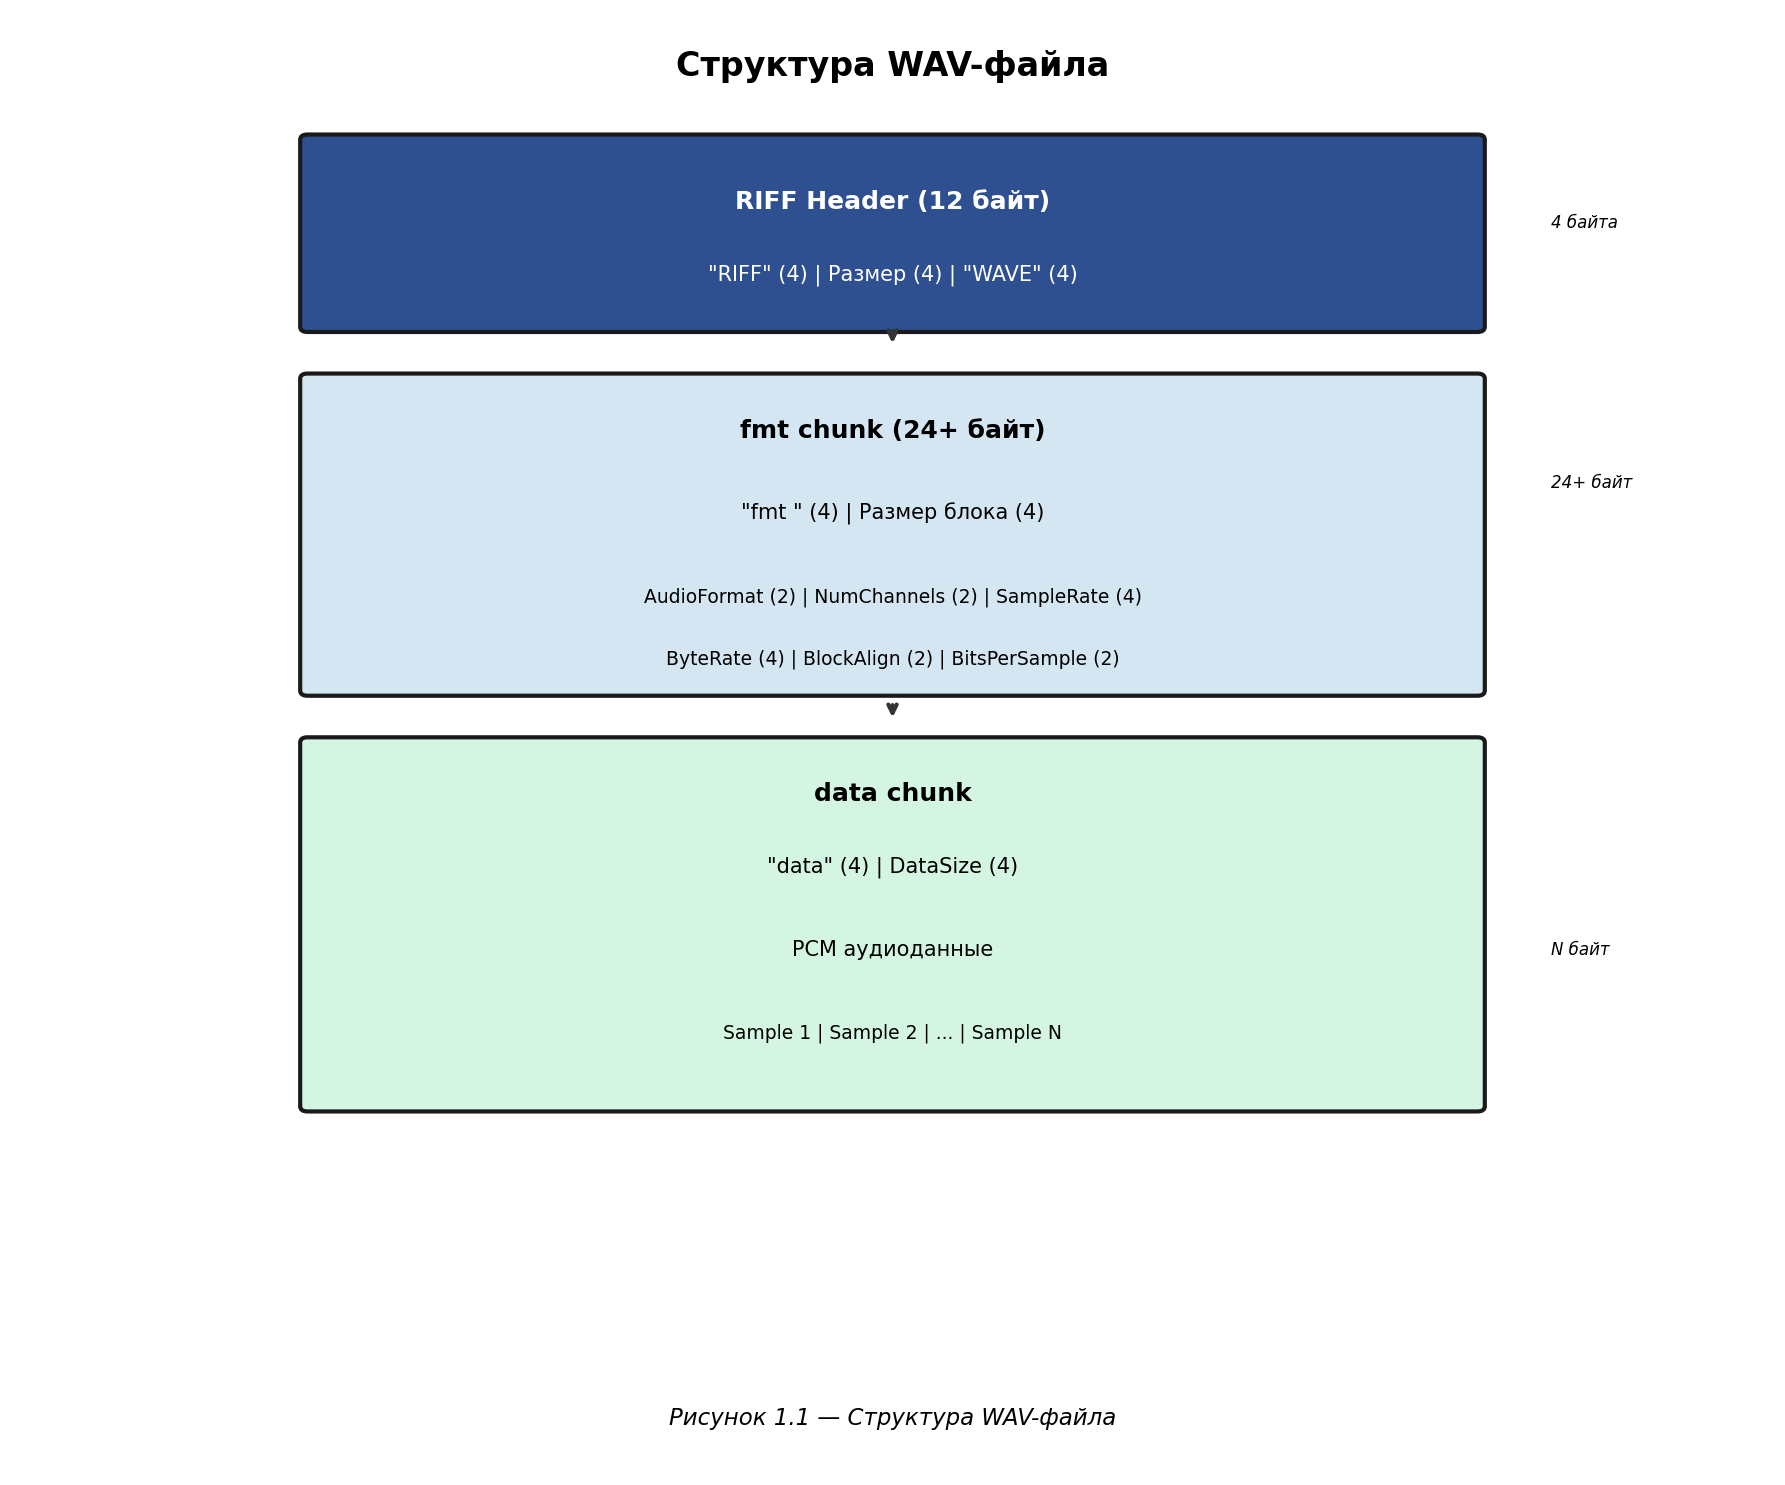 Структура WAV-файла
RIFF Header (12 байт)
4 байта
"RIFF" (4) | Размер (4) | "WAVE" (4)
fmt chunk (24+ байт)
24+ байт
"fmt " (4) | Размер блока (4)
AudioFormat (2) | NumChannels (2) | SampleRate (4)
ByteRate (4) | BlockAlign (2) | BitsPerSample (2)
data chunk
"data" (4) | DataSize (4)
PCM аудиоданные
N байт
Sample 1 | Sample 2 | ... | Sample N
Рисунок 1.1 — Структура WAV-файла